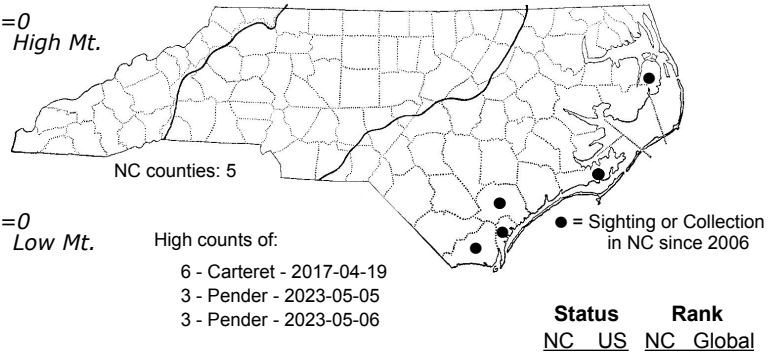 =0
High Mt.
NC counties: 5
=0
Low Mt.
High counts of:
6 - Carteret - 2017-04-19
3 - Pender - 2023-05-05
3 - Pender - 2023-05-06
● = Sighting or Collection
in NC since 2006
Status Rank
NC US NC Global